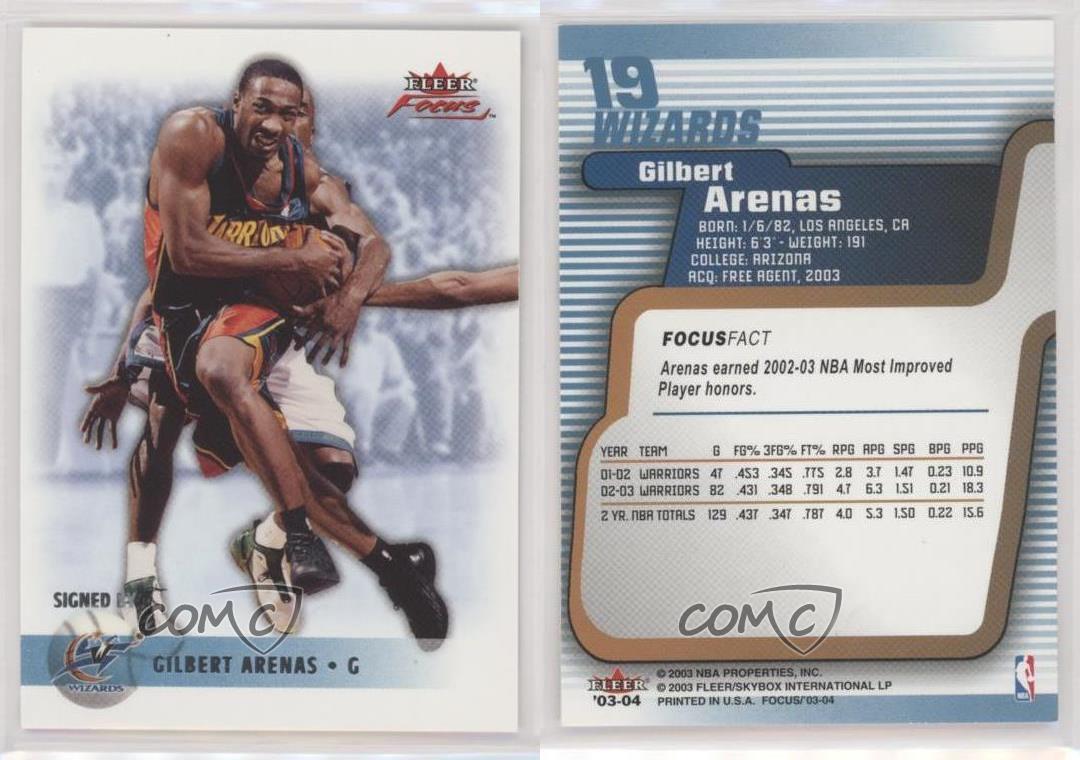 FLEER
Focus
SIGNED
WIZARDS
GILBERT ARENAS • G
COMC
19
WIZARDS
Gilbert
Arenas
BORN: 1/6/82, LOS ANGELES, CA
HEIGHT: 6'3" - WEIGHT: 191
COLLEGE: ARIZONA
ACQ: FREE AGENT, 2003
FOCUSFACT
Arenas earned 2002-03 NBA Most Improved
Player honors.
YEAR TEAM G FG% 3FG% FT% RPG APG SPG BPG PPG
01-02 WARRIORS 47 .453 .345 .775 2.8 3.7 1.47 0.23 10.9
02-03 WARRIORS 82 .431 .348 .791 4.7 6.3 1.51 0.21 18.3
2 YR. NBA TOTALS 129 .437 .347 .787 4.0 5.3 1.50 0.22 15.6
COMC
FLEER
'03-04
© 2003 NBA PROPERTIES, INC.
© 2003 FLEER/SKYBOX INTERNATIONAL LP
PRINTED IN U.S.A. FOCUS/'03-04
NBA